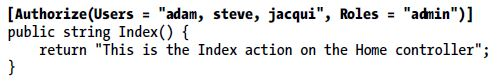 [Authorize(Users = "adam, steve, jacqui", Roles = "admin")]
public string Index() {
    return "This is the Index action on the Home controller";
}